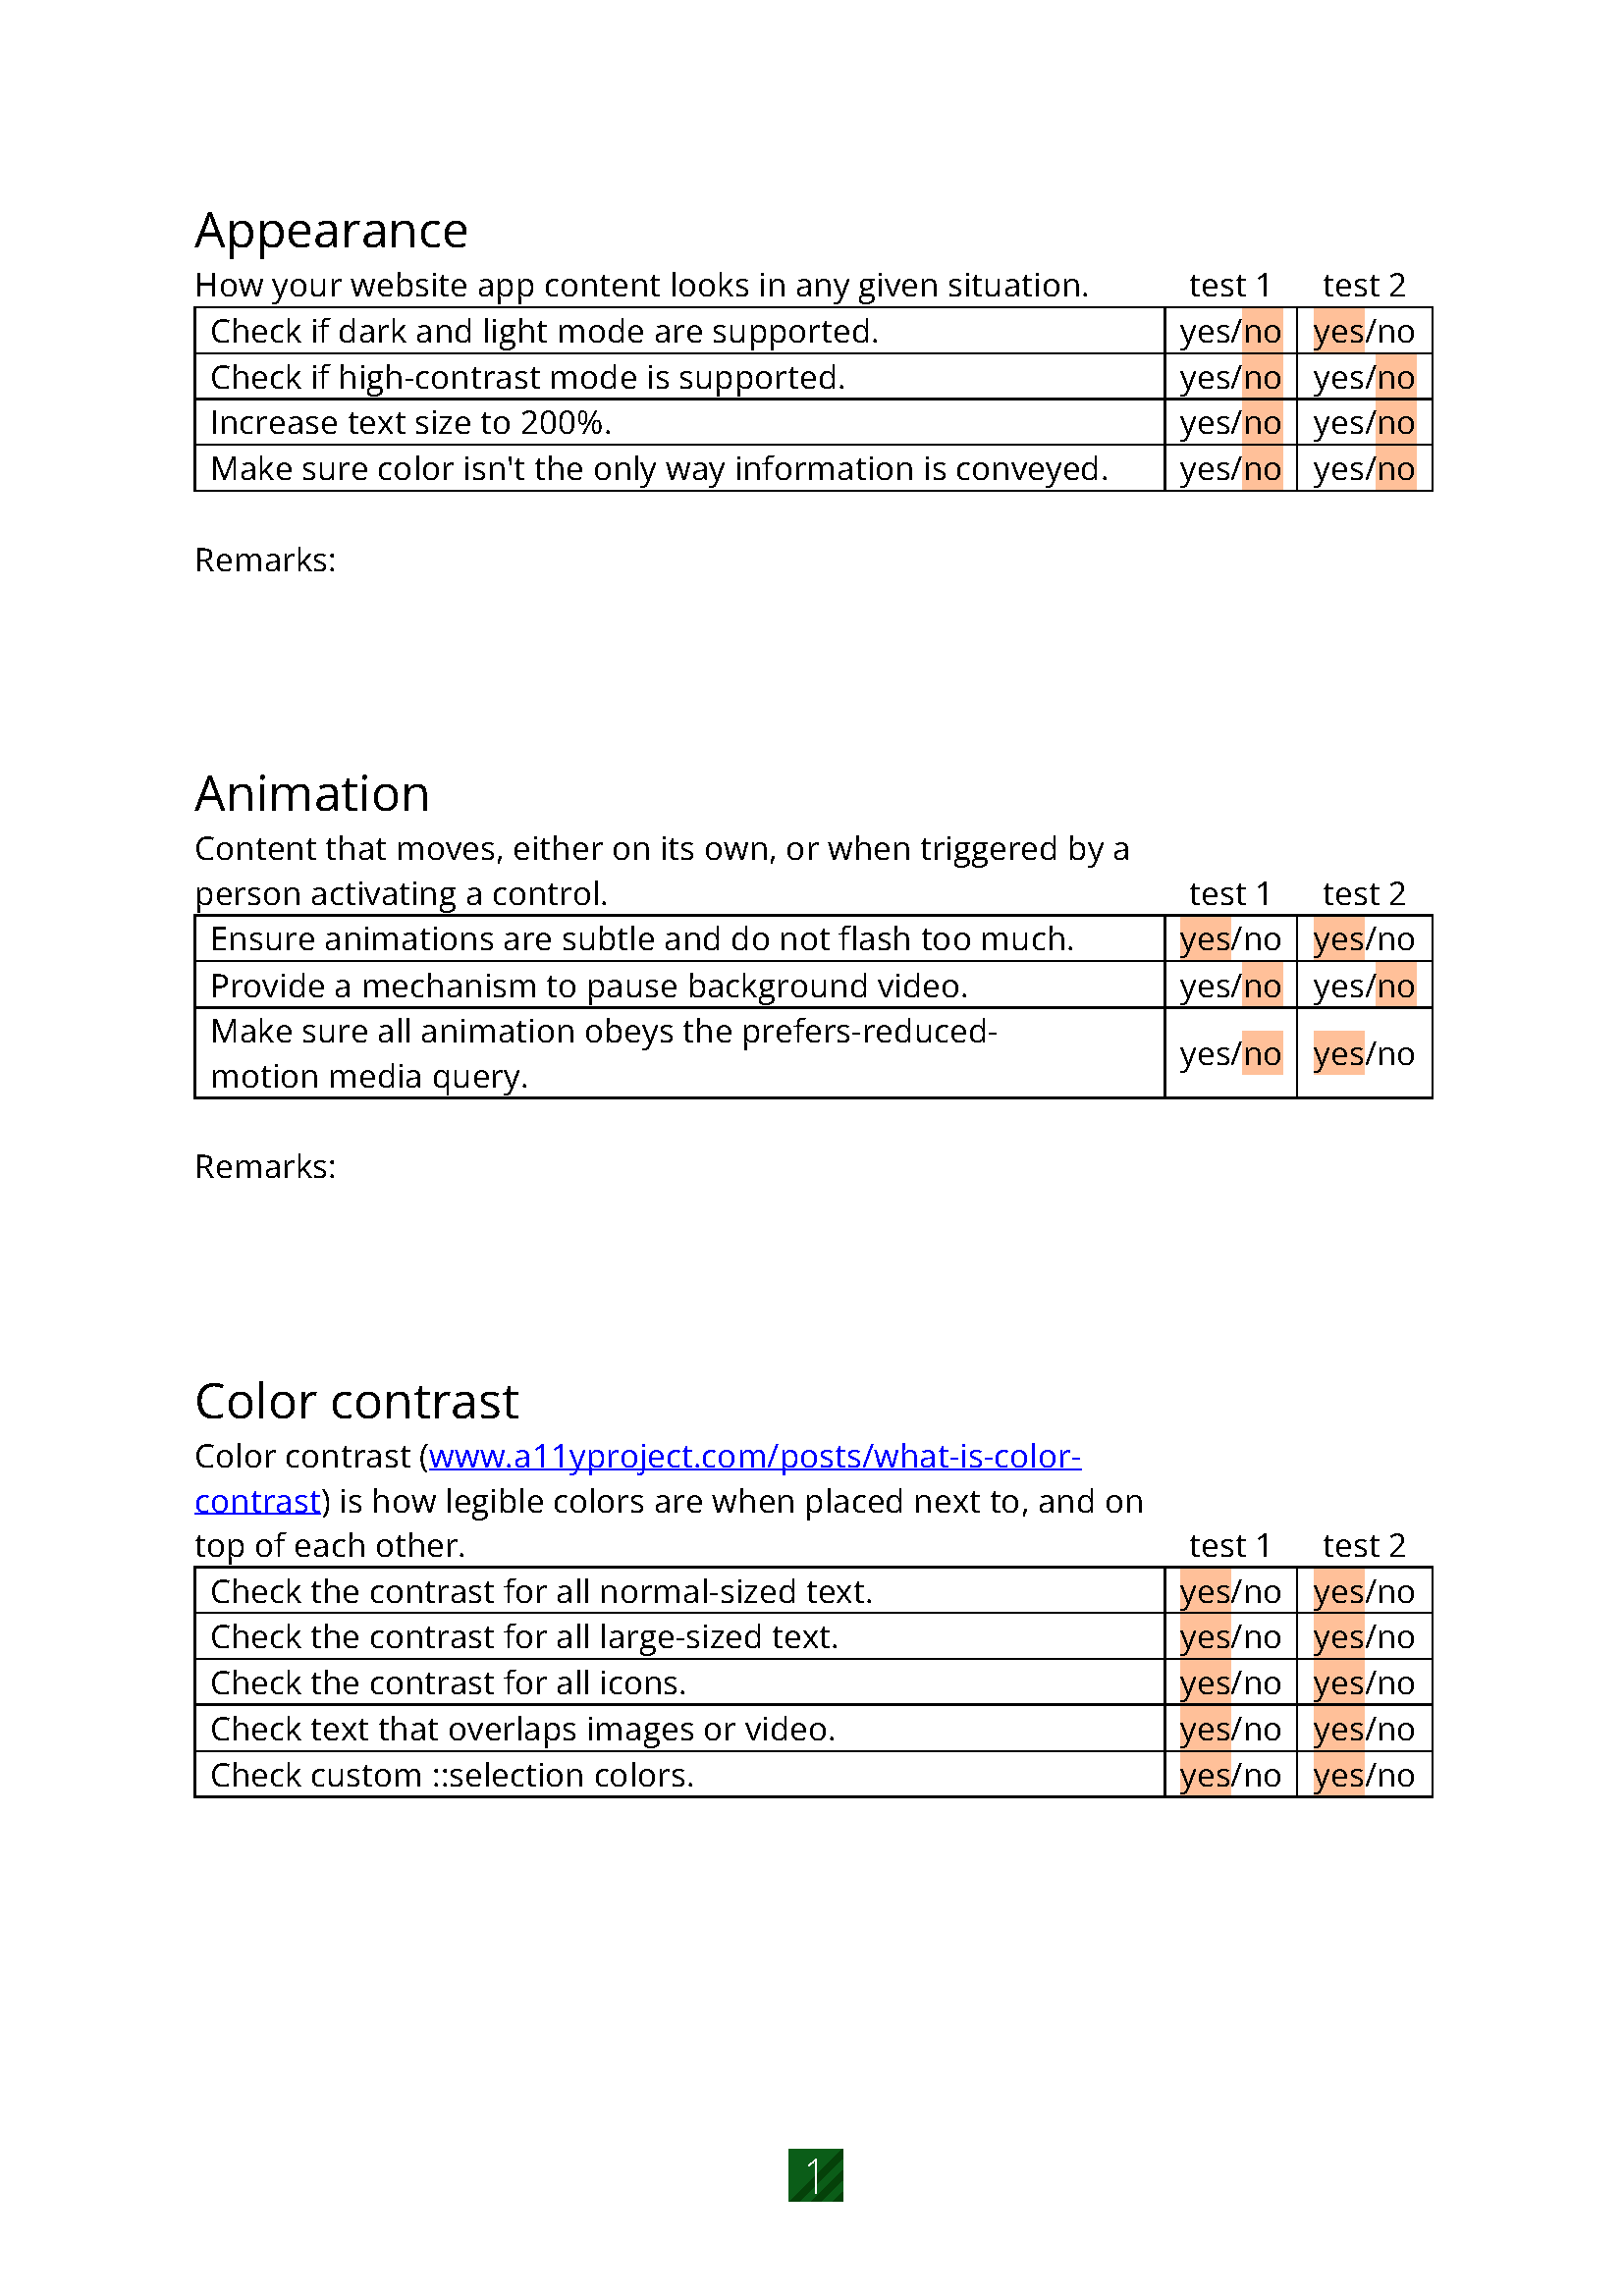 Appearance
How your website app content looks in any given situation. test 1 test 2
Check if dark and light mode are supported. yes/no yes/no
Check if high-contrast mode is supported. yes/no yes/no
Increase text size to 200%. yes/no yes/no
Make sure color isn't the only way information is conveyed. yes/no yes/no
Remarks:
Animation
Content that moves, either on its own, or when triggered by a
person activating a control. test 1 test 2
Ensure animations are subtle and do not flash too much. yes/no yes/no
Provide a mechanism to pause background video. yes/no yes/no
Make sure all animation obeys the prefers-reduced-
motion media query. yes/no yes/no
Remarks:
Color contrast
Color contrast (www.a11yproject.com/posts/what-is-color-
contrast) is how legible colors are when placed next to, and on
top of each other. test 1 test 2
Check the contrast for all normal-sized text. yes/no yes/no
Check the contrast for all large-sized text. yes/no yes/no
Check the contrast for all icons. yes/no yes/no
Check text that overlaps images or video. yes/no yes/no
Check custom ::selection colors. yes/no yes/no
1